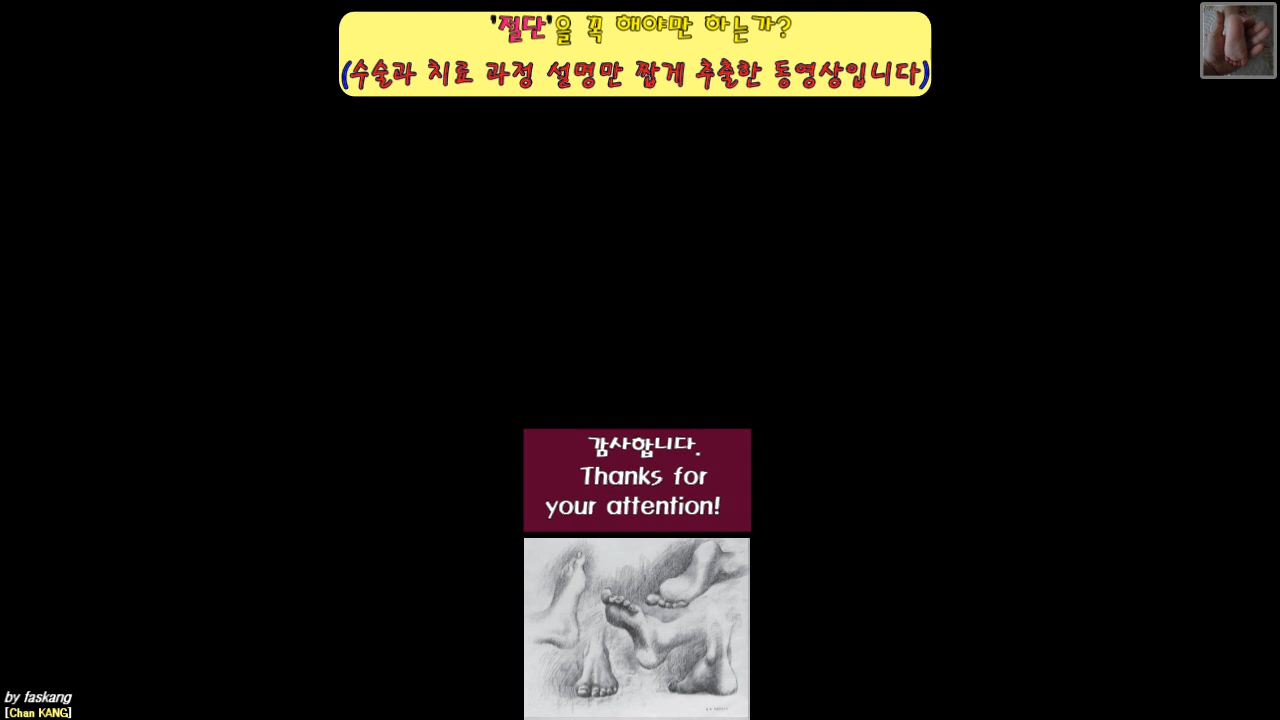 '절단'을 꼭 해야만 하는가?
(수술과 치료 과정 설명만 짧게 추출한 동영상입니다)
감사합니다.
Thanks for
your attention!
by faskang
[Chan KANG]